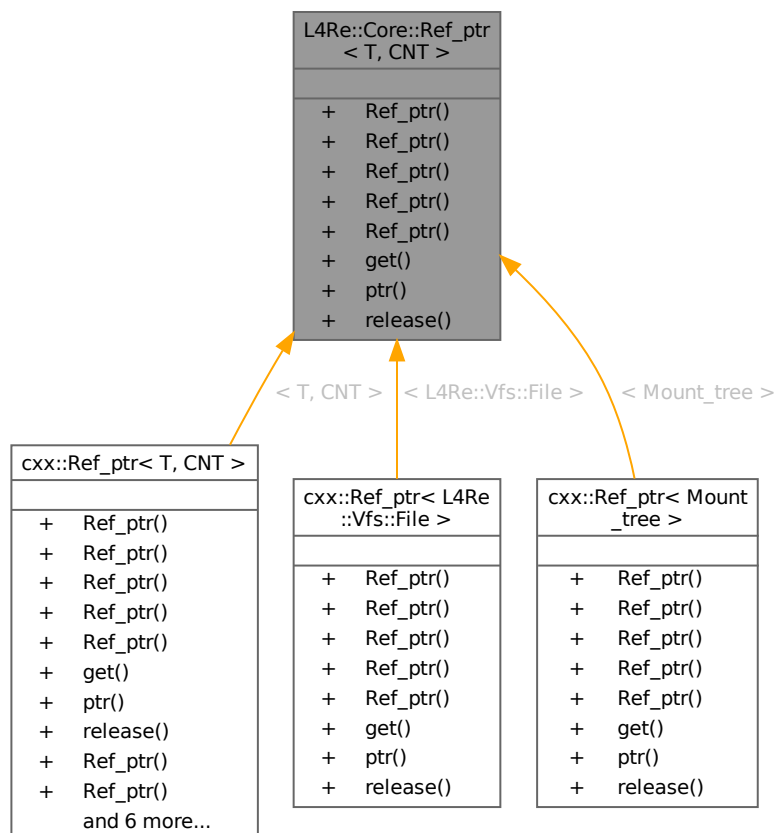 L4Re::Core::Ref_ptr
< T, CNT >
+ Ref_ptr()
+ Ref_ptr()
+ Ref_ptr()
+ Ref_ptr()
+ Ref_ptr()
+ get()
+ ptr()
+ release()
< T, CNT >
< L4Re::Vfs::File >
< Mount_tree >
cxx::Ref_ptr< T, CNT >
+ Ref_ptr()
+ Ref_ptr()
+ Ref_ptr()
+ Ref_ptr()
+ Ref_ptr()
+ get()
+ ptr()
+ release()
+ Ref_ptr()
+ Ref_ptr()
and 6 more...
cxx::Ref_ptr< L4Re
::Vfs::File >
+ Ref_ptr()
+ Ref_ptr()
+ Ref_ptr()
+ Ref_ptr()
+ Ref_ptr()
+ get()
+ ptr()
+ release()
cxx::Ref_ptr< Mount
_tree >
+ Ref_ptr()
+ Ref_ptr()
+ Ref_ptr()
+ Ref_ptr()
+ Ref_ptr()
+ get()
+ ptr()
+ release()